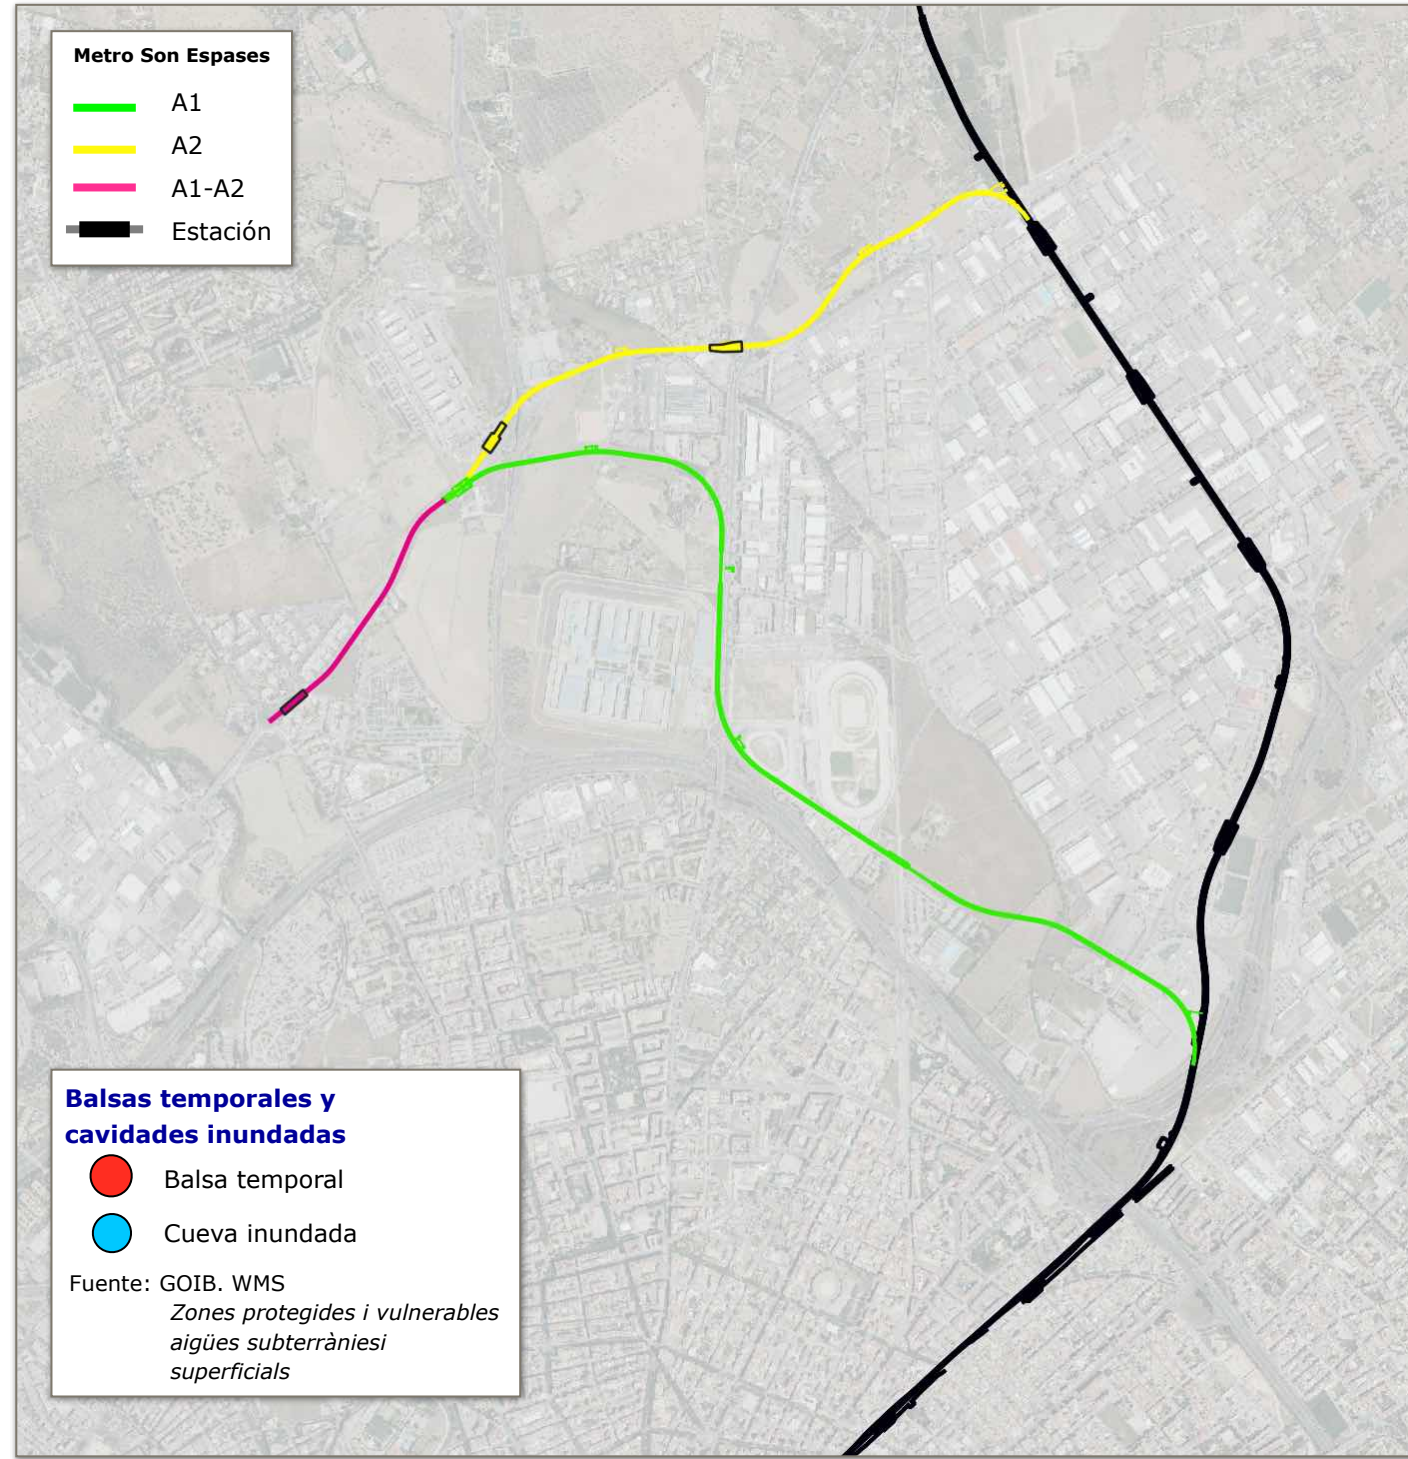 Metro Son Espases
A1
A2
A1-A2
Estación
Balsas temporales y
cavidades inundadas
Balsa temporal
Cueva inundada
Fuente: GOIB. WMS
Zones protegides i vulnerables
aigües subterràniesi
superficials